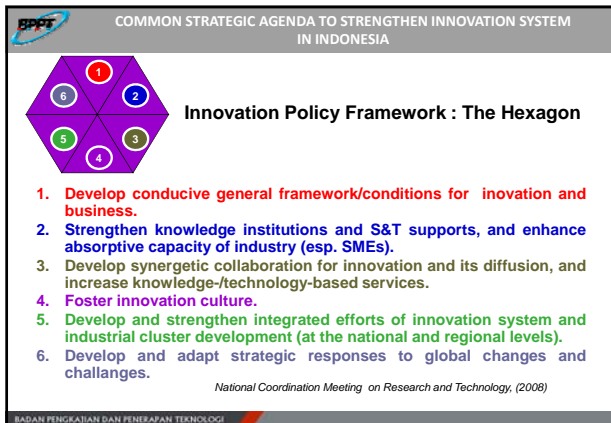 BPPT
COMMON STRATEGIC AGENDA TO STRENGTHEN INNOVATION SYSTEM
IN INDONESIA
1
6
2
Innovation Policy Framework : The Hexagon
5
3
4
1. Develop conducive general framework/conditions for inovation and
business.
2. Strengthen knowledge institutions and S&T supports, and enhance
absorptive capacity of industry (esp. SMEs).
3. Develop synergetic collaboration for innovation and its diffusion, and
increase knowledge-/technology-based services.
4. Foster innovation culture.
5. Develop and strengthen integrated efforts of innovation system and
industrial cluster development (at the national and regional levels).
6. Develop and adapt strategic responses to global changes and
challanges.
National Coordination Meeting on Research and Technology, (2008)
BADAN PENGKAJIAN DAN PENERAPAN TEKNOLOGI